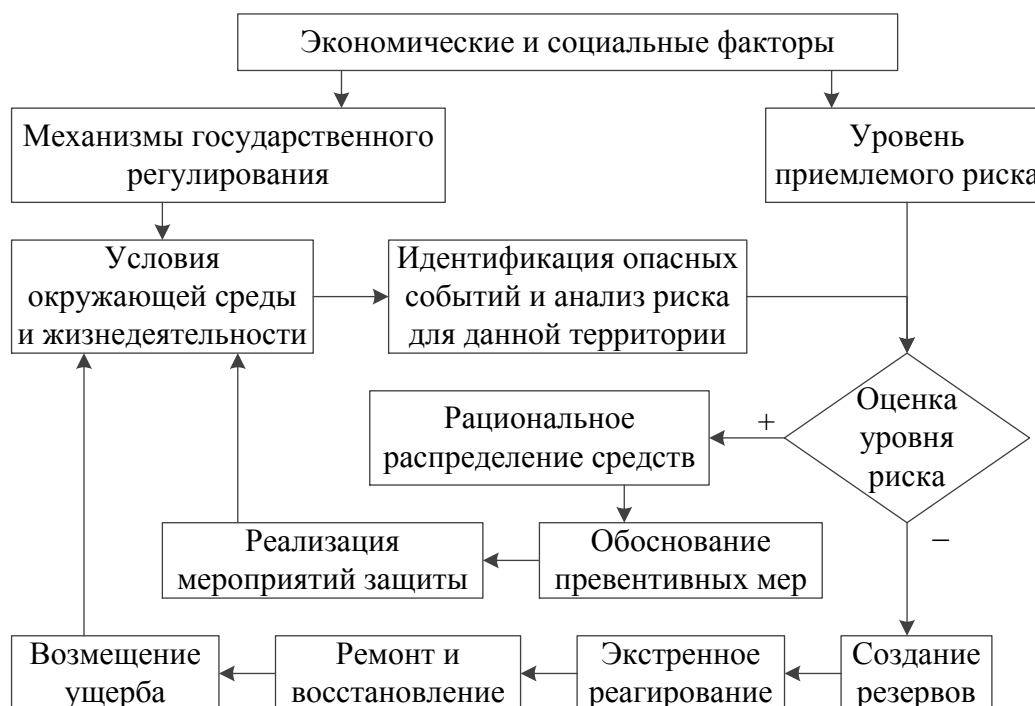 Экономические и социальные факторы
Механизмы государственного
регулирования
Уровень
приемлемого риска
Условия
окружающей среды
и жизнедеятельности
Идентификация опасных
событий и анализ риска
для данной территории
Оценка
уровня
риска
+
Рациональное
распределение средств
Обоснование
превентивных мер
Реализация
мероприятий защиты
–
Создание
резервов
Экстренное
реагирование
Ремонт и
восстановление
Возмещение
ущерба